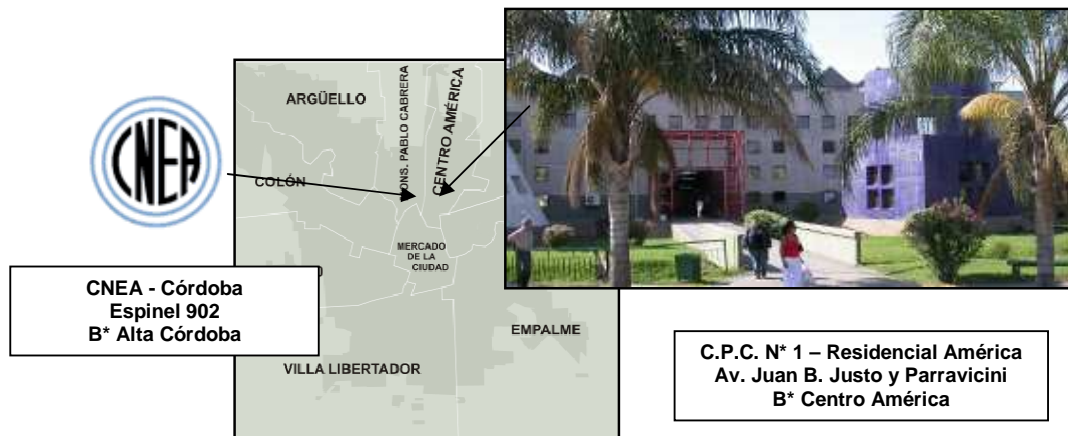 CNEA
ARGÜELLO
ONS. PABLO CABRERA
CENTRO AMÉRICA
COLÓN
MERCADO
DE LA
CIUDAD
O
EMPALME
VILLA LIBERTADOR
CNEA - Córdoba
Espinel 902
B* Alta Córdoba
C.P.C. N* 1 – Residencial América
Av. Juan B. Justo y Parravicini
B* Centro América